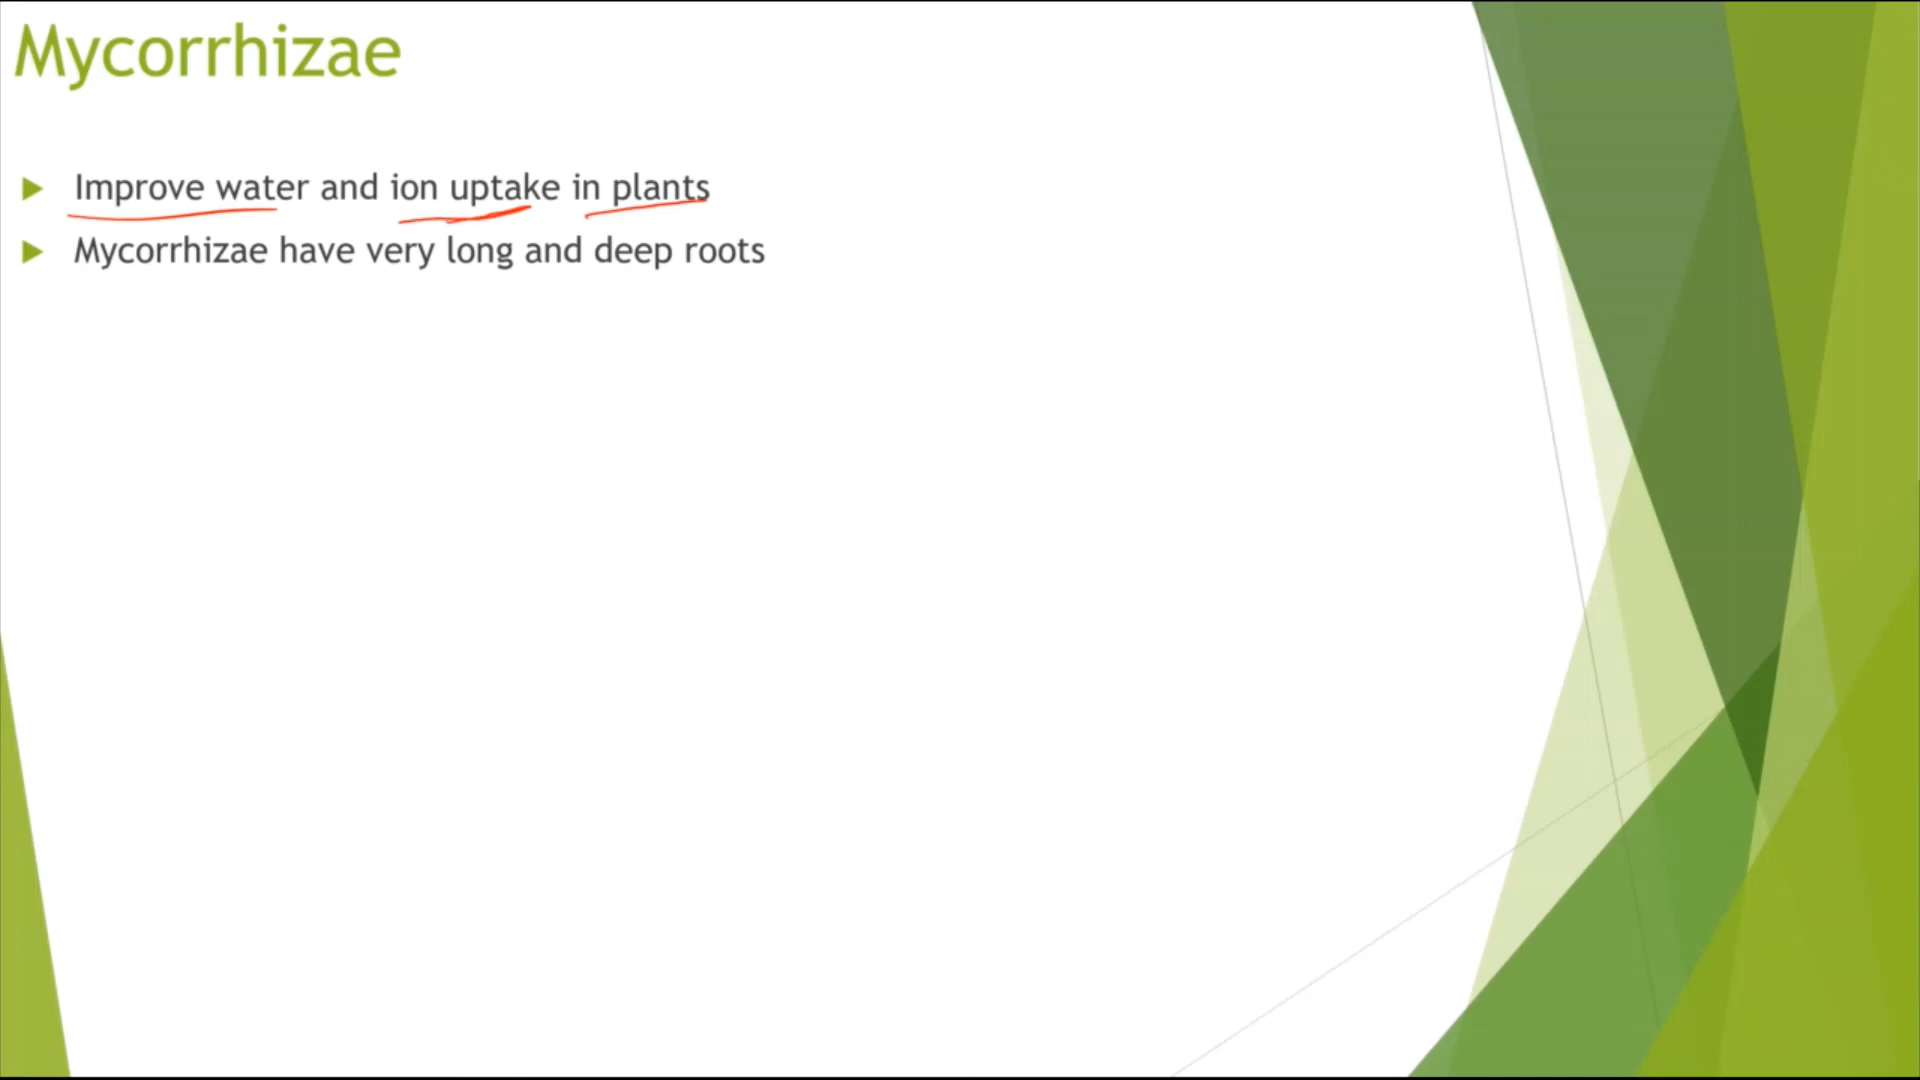 Mycorrhizae
Improve water and ion uptake in plants
Mycorrhizae have very long and deep roots